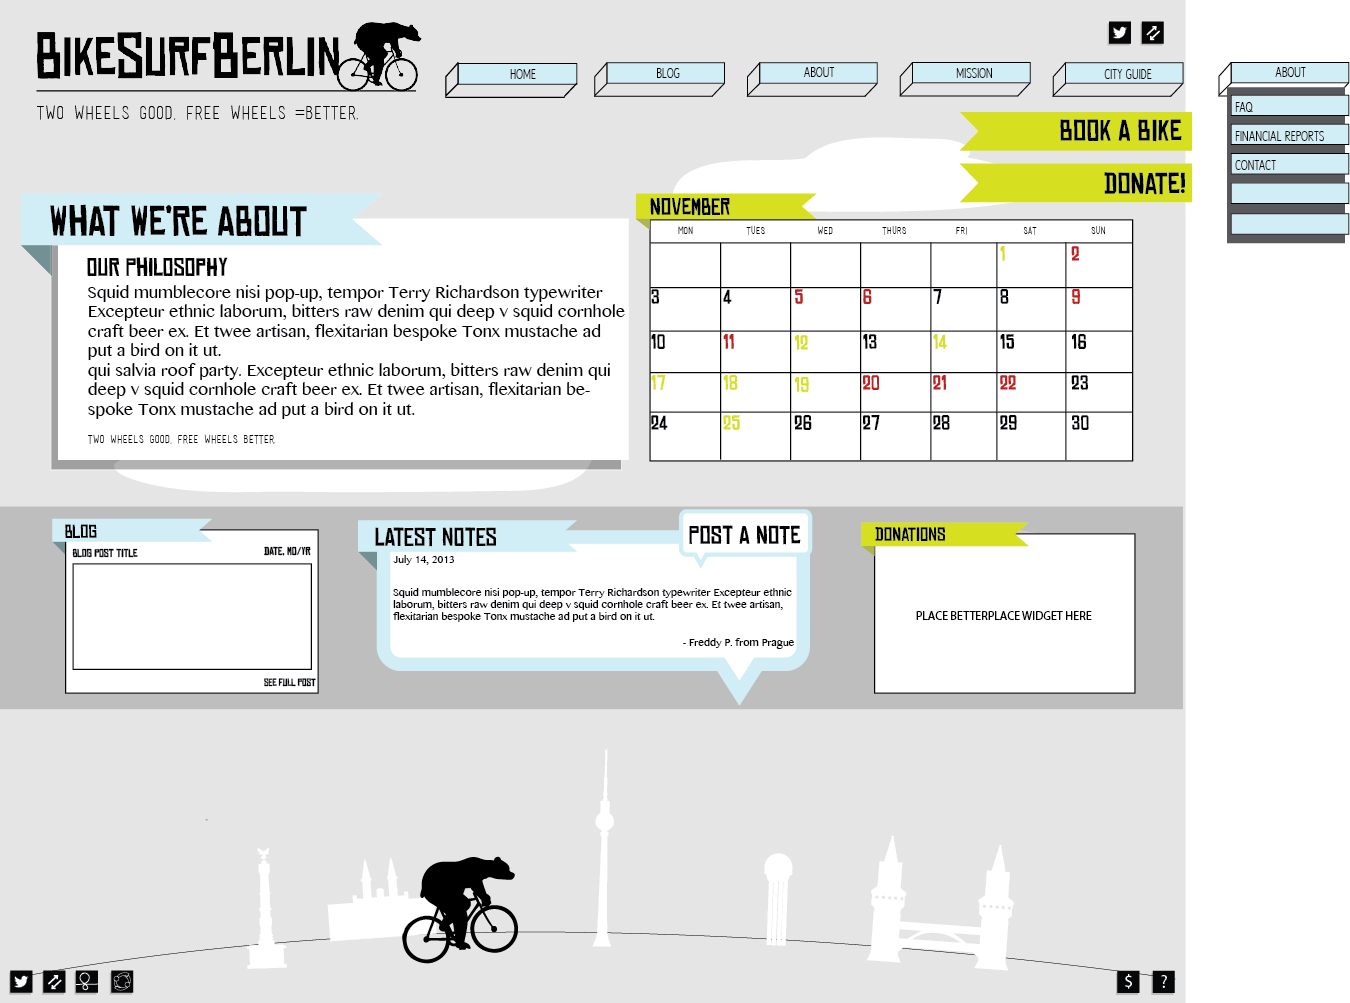 BIKESURFBERLIN
TWO WHEELS GOOD, FREE WHEELS =BETTER.
HOME
BLOG
ABOUT
MISSION
CITY GUIDE
ABOUT
FAQ
FINANCIAL REPORTS
CONTACT
BOOK A BIKE
DONATE!
WHAT WE'RE ABOUT
OUR PHILOSOPHY
Squid mumblecore nisi pop-up, tempor Terry Richardson typewriter
Excepteur ethnic laborum, bitters raw denim qui deep v squid cornhole
craft beer ex. Et twee artisan, flexitarian bespoke Tonx mustache ad
put a bird on it ut.
qui salvia roof party. Excepteur ethnic laborum, bitters raw denim qui
deep v squid cornhole craft beer ex. Et twee artisan, flexitarian be-
spoke Tonx mustache ad put a bird on it ut.
TWO WHEELS GOOD, FREE WHEELS BETTER
NOVEMBER
MON TUES WED THURS FRI SAT SUN
1 2
3 4 5 6 7 8 9
10 11 12 13 14 15 16
17 18 19 20 21 22 23
24 25 26 27 28 29 30
BLOG
BLOG POST TITLE DATE, MO/YR
SEE FULL POST
LATEST NOTES
POST A NOTE
July 14, 2013
Squid mumblecore nisi pop-up, tempor Terry Richardson typewriter Excepteur ethnic
laborum, bitters raw denim qui deep v squid cornhole craft beer ex. Et twee artisan,
flexitarian bespoke Tonx mustache ad put a bird on it ut.
- Freddy P. from Prague
DONATIONS
PLACE BETTERPLACE WIDGET HERE
$ ?